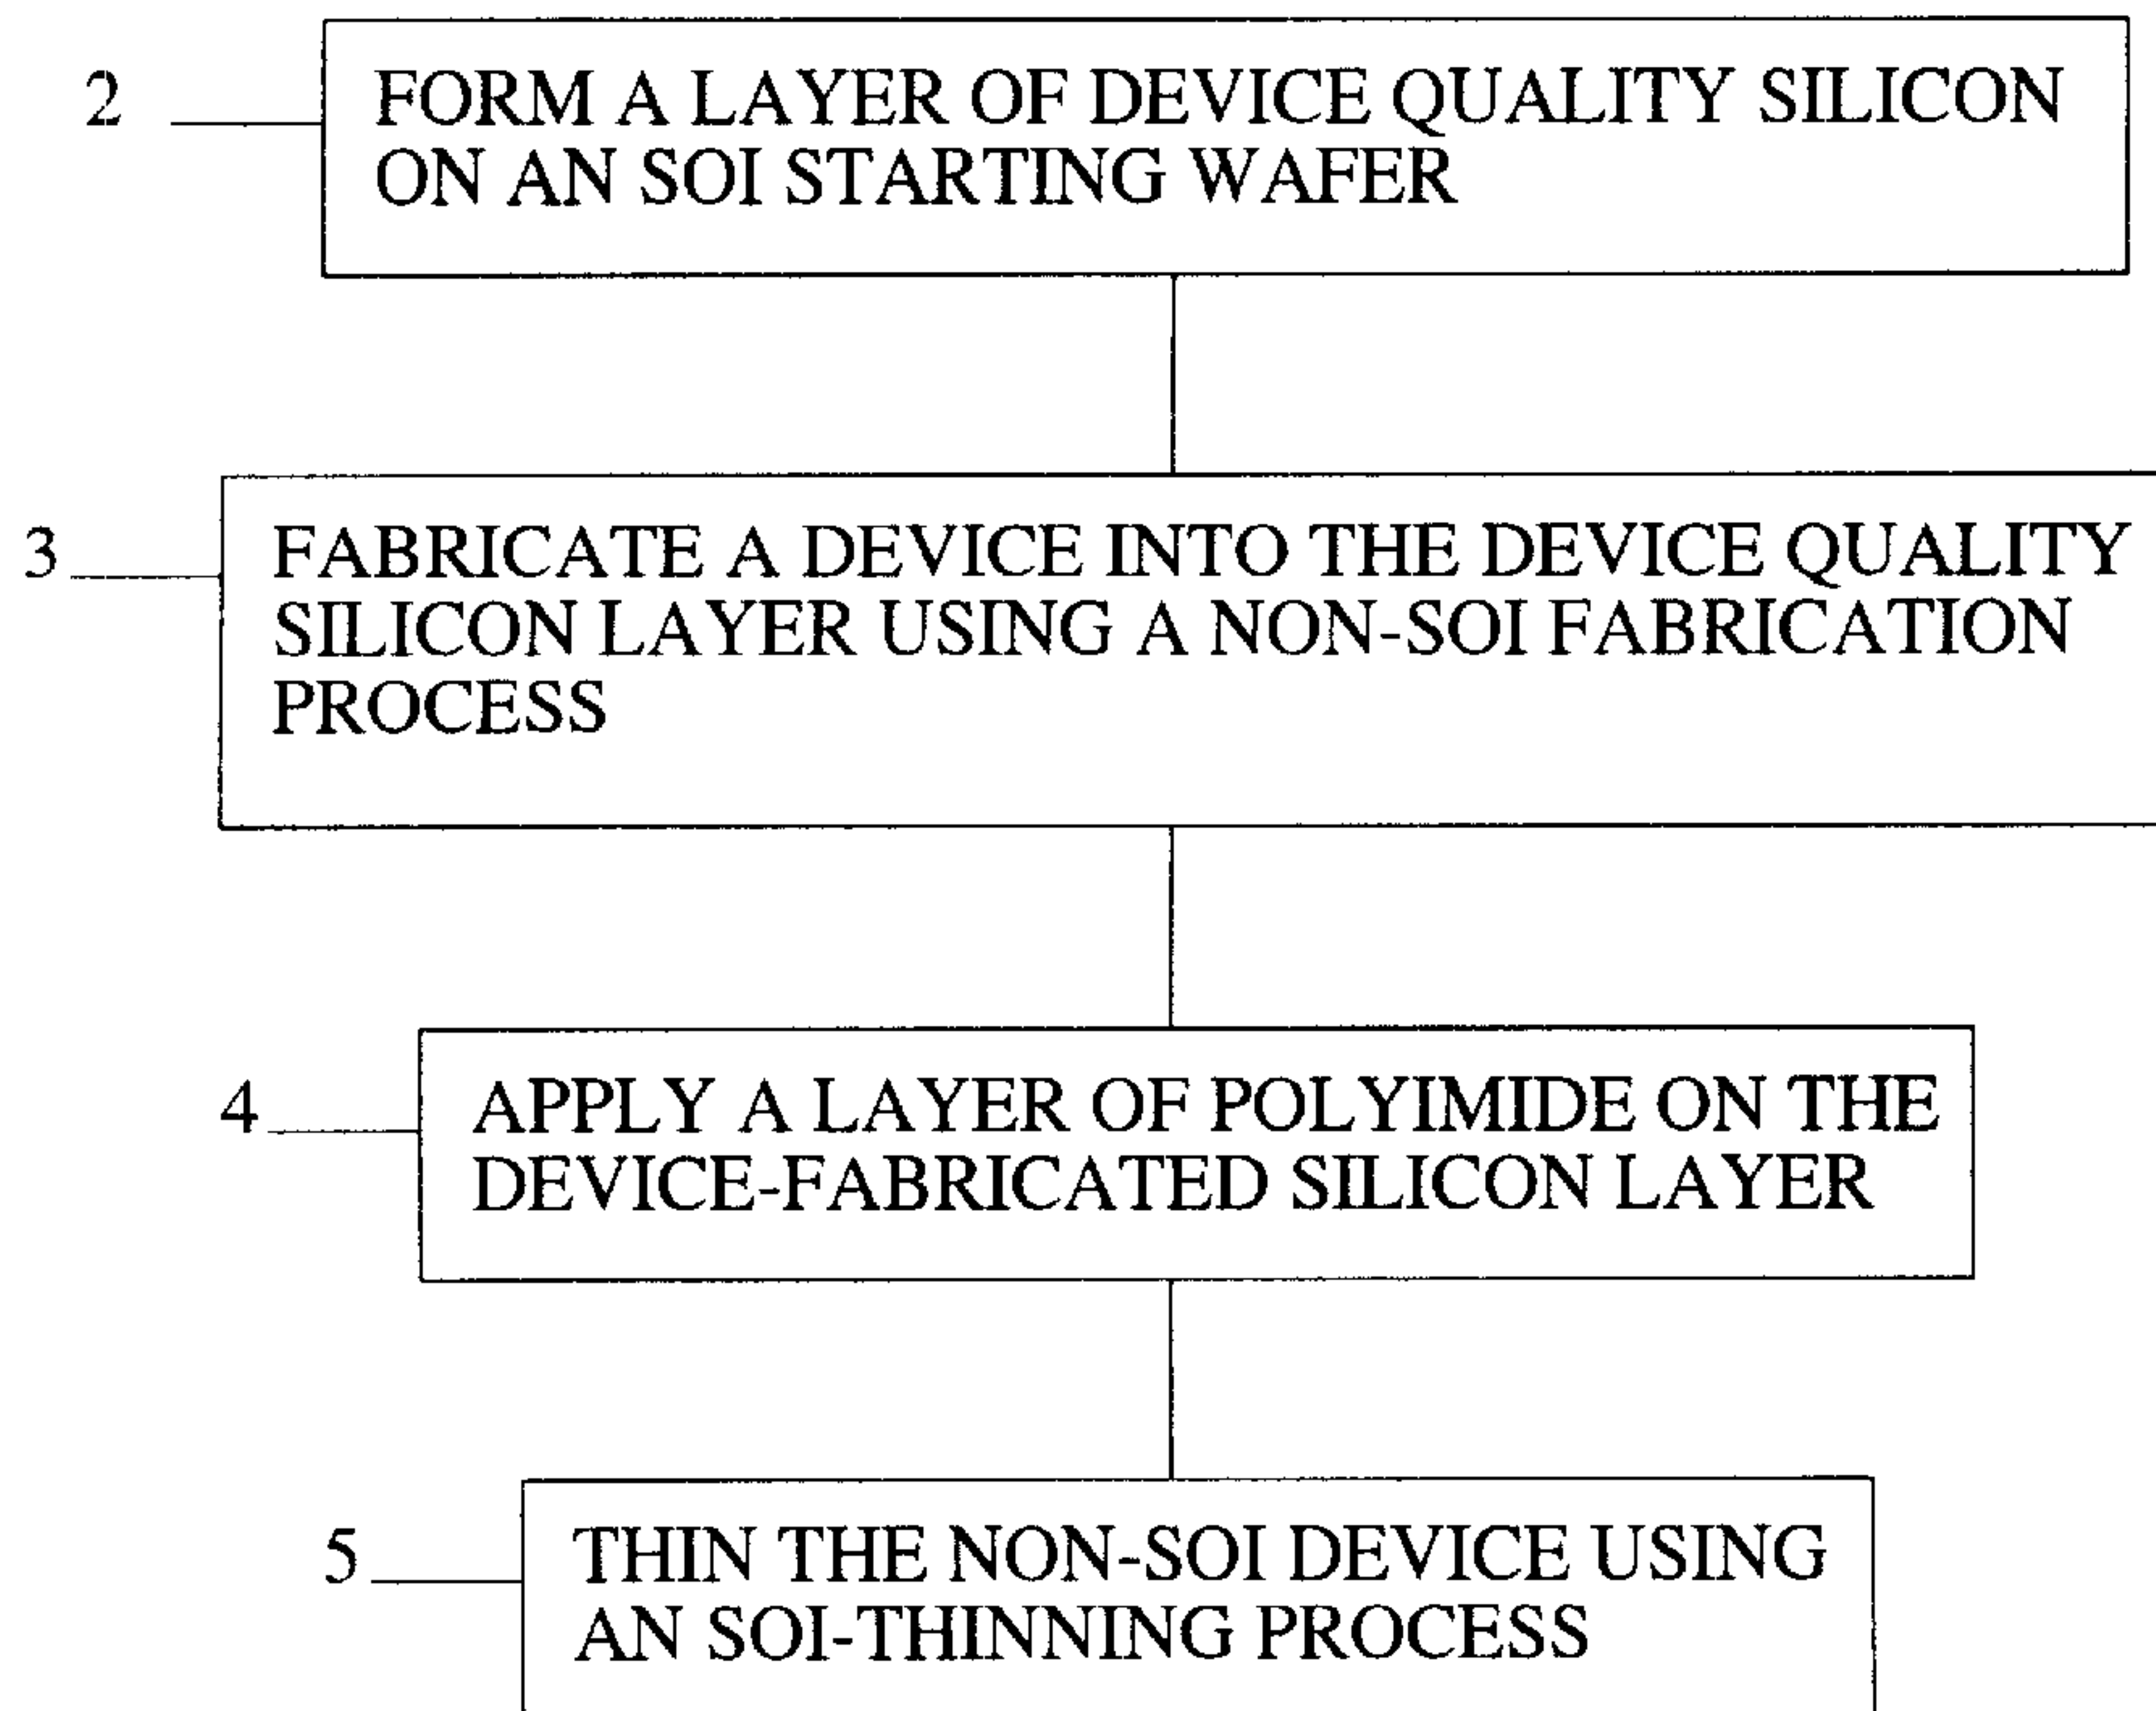 2
FORM A LAYER OF DEVICE QUALITY SILICON
ON AN SOI STARTING WAFER
3
FABRICATE A DEVICE INTO THE DEVICE QUALITY
SILICON LAYER USING A NON-SOI FABRICATION
PROCESS
4
APPLY A LAYER OF POLYIMIDE ON THE
DEVICE-FABRICATED SILICON LAYER
5
THIN THE NON-SOI DEVICE USING
AN SOI-THINNING PROCESS